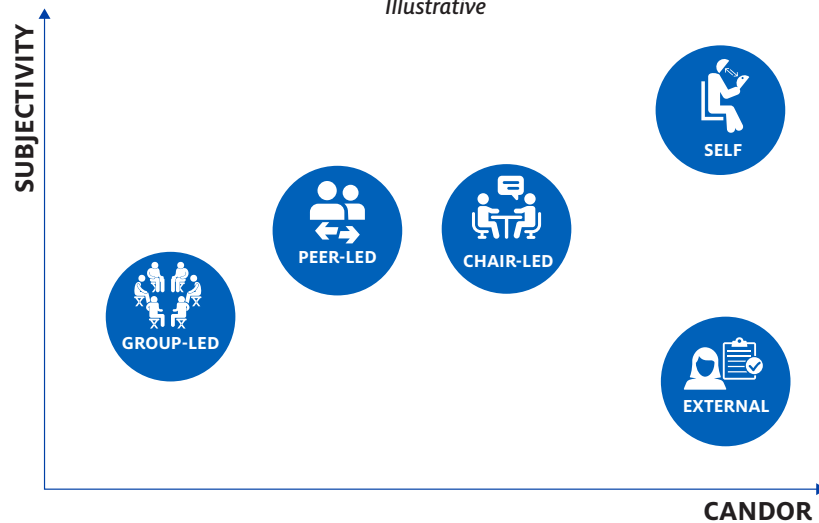 Illustrative
SUBJECTIVITY
SELF
PEER-LED
CHAIR-LED
GROUP-LED
EXTERNAL
CANDOR